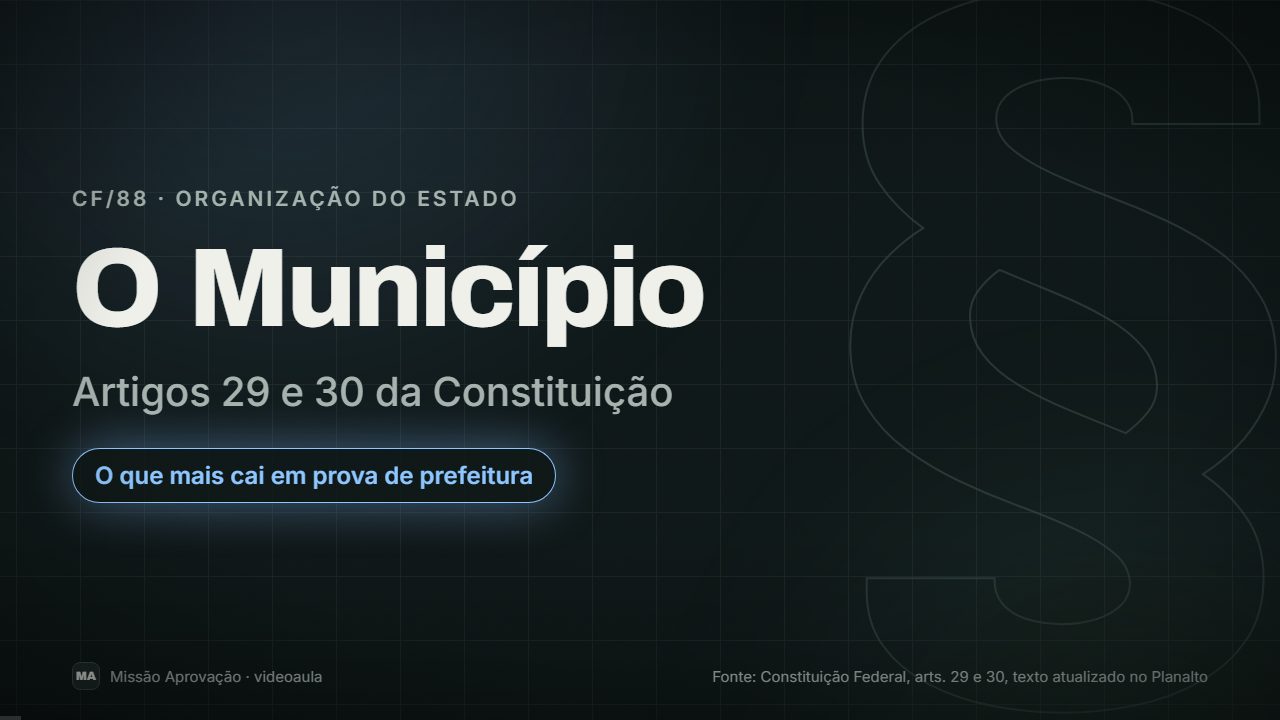 CF/88 · ORGANIZAÇÃO DO ESTADO
O Município
Artigos 29 e 30 da Constituição
O que mais cai em prova de prefeitura
MA Missão Aprovação · videoaula
Fonte: Constituição Federal, arts. 29 e 30, texto atualizado no Planalto
§